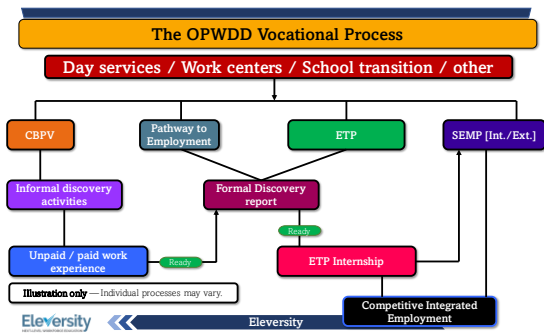 The OPWDD Vocational Process
Day services / Work centers / School transition / other
CBPV
Pathway to
Employment
ETP
SEMP [Int./Ext.]
Informal discovery
activities
Formal Discovery
report
Ready
Unpaid / paid work
experience
Ready
ETP Internship
Illustration only — Individual processes may vary.
Competitive Integrated
Employment
Eleversity
Eleversity